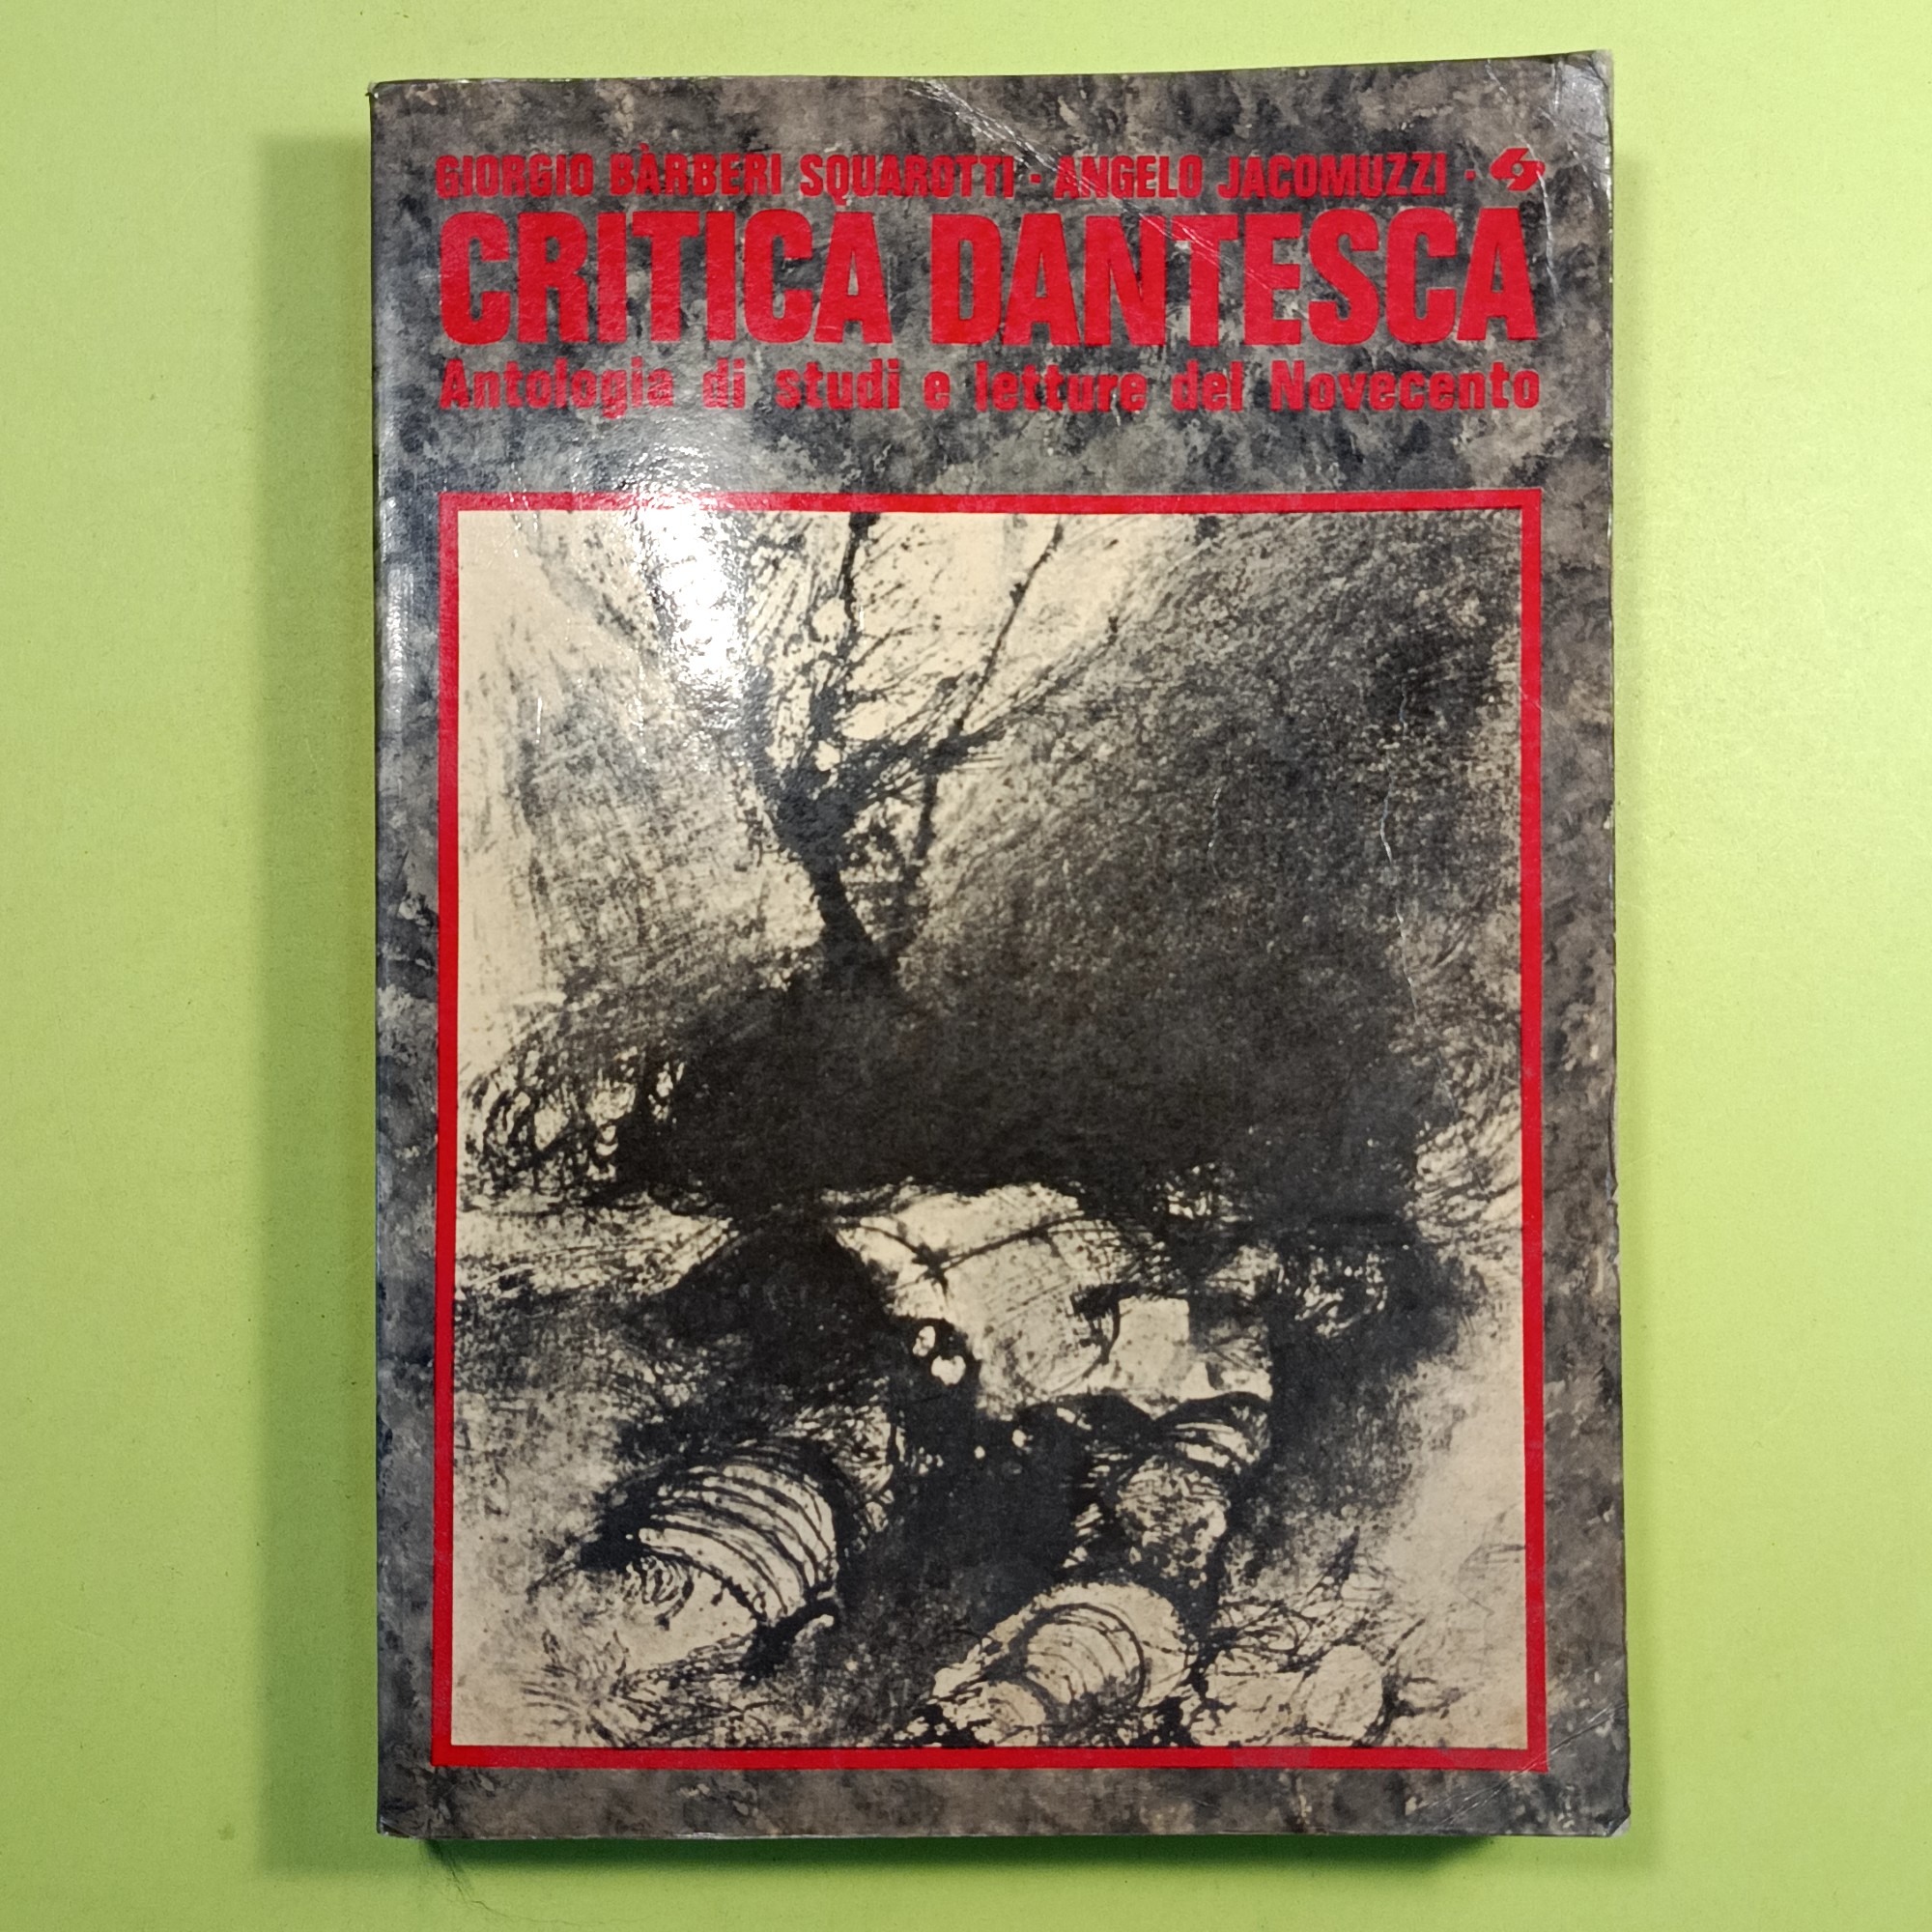 GIORGIO BÀRBERI SQUAROTTI · ANGELO JACOMUZZI ·
CRITICA DANTESCA
Antologia di studi e letture del Novecento